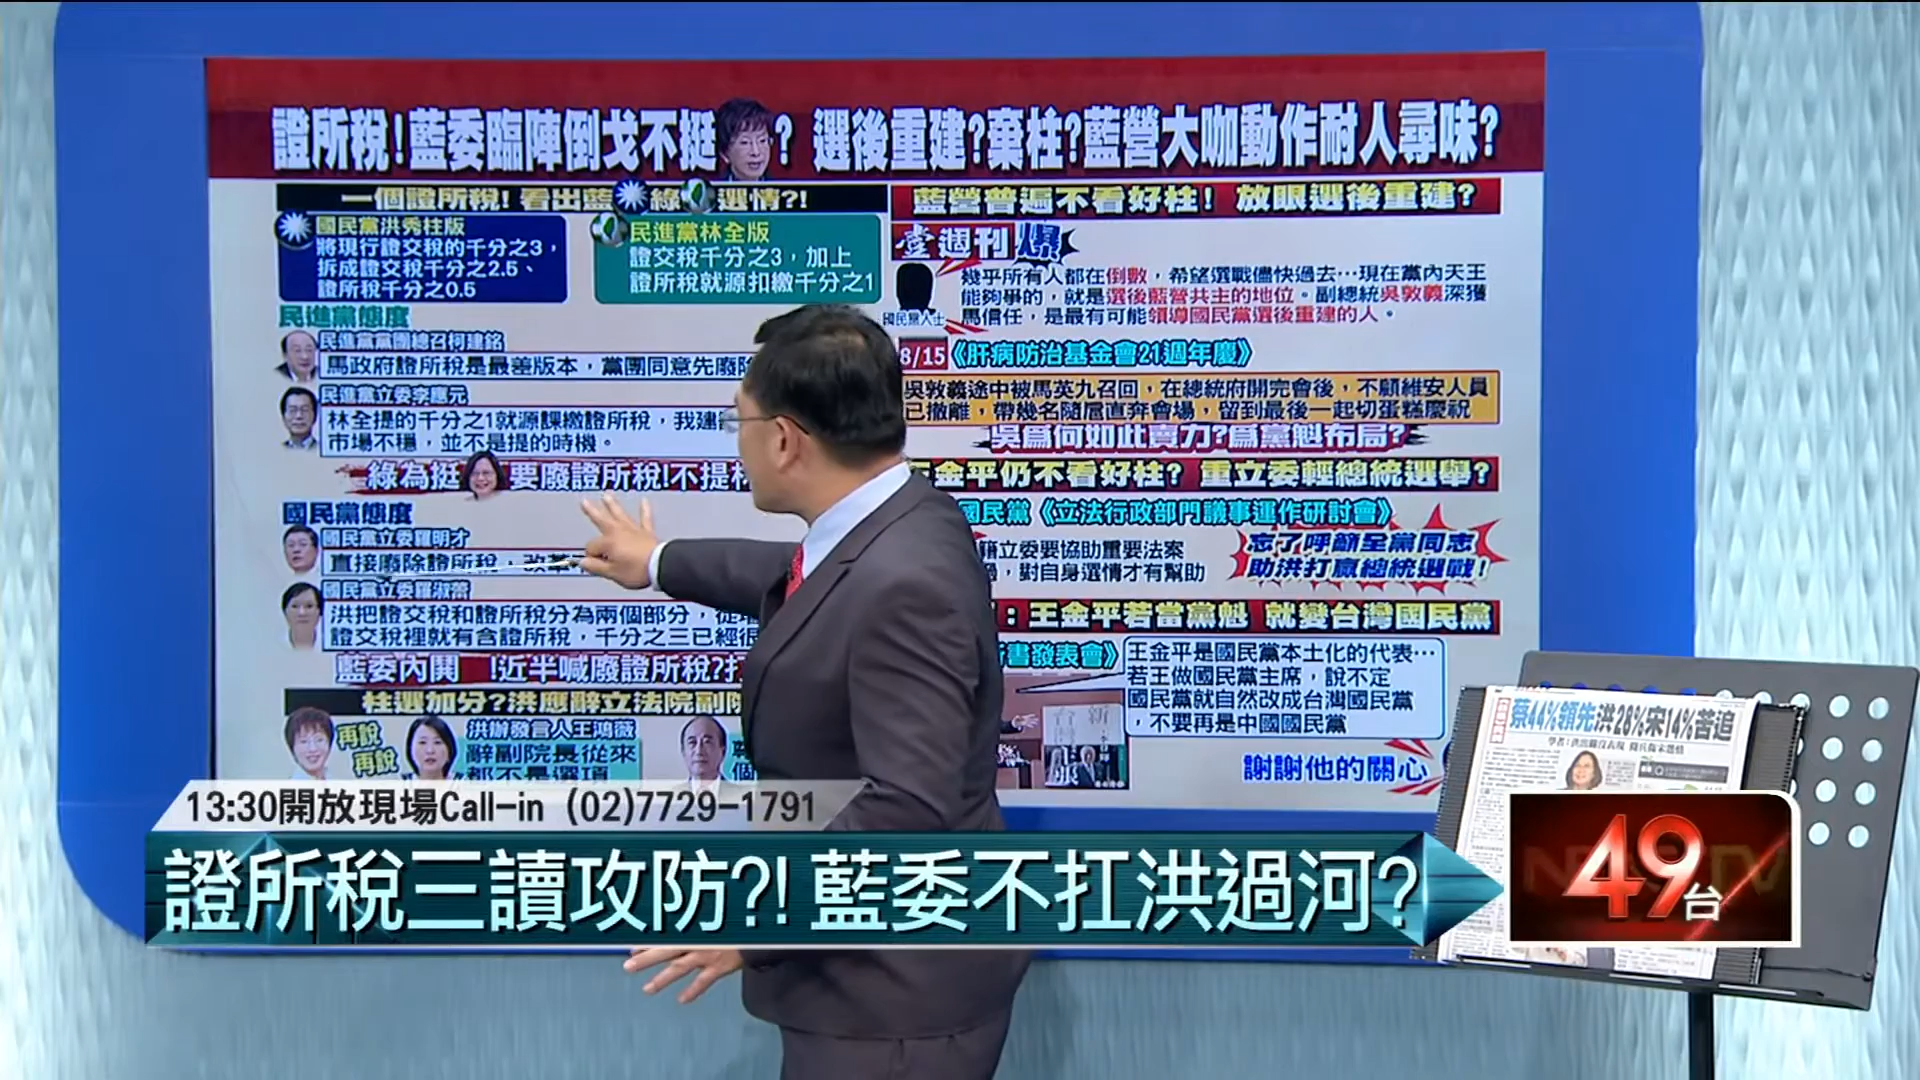 證所稅!藍委臨陣倒戈不挺 ? 選後重建?棄柱?藍營大咖動作耐人尋味?
一個證所稅! 看出藍 綠 選情?!
國民黨洪秀柱版
將現行證交稅的千分之3,
拆成證交稅千分之2.5、
證所稅千分之0.5
民進黨林全版
證交稅千分之3,加上
證所稅就源扣繳千分之1
民進黨態度
民進黨黨團總召柯建銘
馬政府證所稅是最差版本,黨團同意先廢除
民進黨立委李應元
林全提的千分之1就源課繳證所稅,我建
市場不穩,並不是提的時機。
綠為挺 要廢證所稅!不提
國民黨態度
國民黨立委羅明才
直接廢除證所稅,改革
國民黨立委羅淑蕾
洪把證交稅和證所稅分為兩個部分,
證交稅裡就有含證所稅,千分之三已經很
藍委內鬨 !近半喊廢證所稅?
柱選加分?洪應辭立法院副院
再說
再說
洪辦發言人王鴻薇
辭副院長從來
都不是選項
藍營普遍不看好柱! 放眼選後重建?
壹週刊 爆
國民黨人士
幾乎所有人都在倒數,希望選戰儘快過去…現在黨內天王
能夠爭的,就是選後藍營共主的地位。副總統吳敦義深獲
馬信任,是最有可能領導國民黨選後重建的人。
8/15《肝病防治基金會21週年慶》
吳敦義途中被馬英九召回,在總統府開完會後,不顧維安人員
已撤離,帶幾名隨扈直奔會場,留到最後一起切蛋糕慶祝
吳為何如此賣力?為黨魁布局?
王金平仍不看好柱? 重立委輕總統選舉?
國民黨《立法行政部門議事運作研討會》
籍立委要協助重要法案
過,對自身選情才有幫助
忘了呼籲全黨同志
助洪打贏總統選戰!
:王金平若當黨魁 就變台灣國民黨
新書發表會》
王金平是國民黨本土化的代表…
若王做國民黨主席,說不定
國民黨就自然改成台灣國民黨
,不要再是中國國民黨
謝謝他的關心
蔡44%領先洪28%宋14%苦追
13:30開放現場Call-in (02)7729-1791
證所稅三讀攻防?! 藍委不扛洪過河?
49台